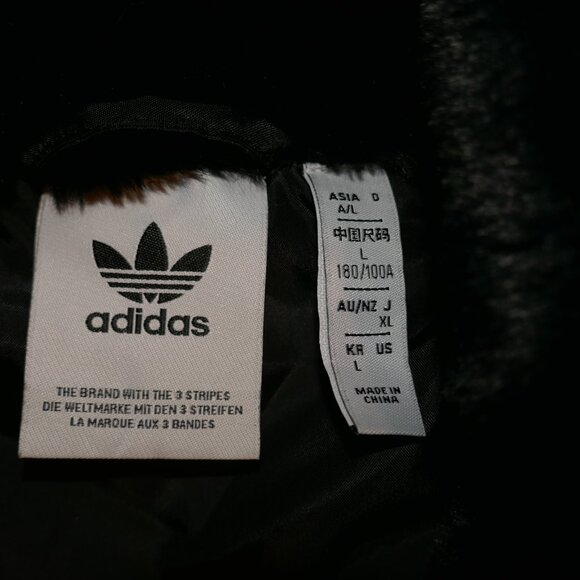 adidas
THE BRAND WITH THE 3 STRIPES
DIE WELTMARKE MIT DEN 3 STREIFEN
LA MARQUE AUX 3 BANDES
ASIA D
A/L
中国尺码
L
180/100A
AU/NZ J
XL
KR US
L
MADE IN
CHINA